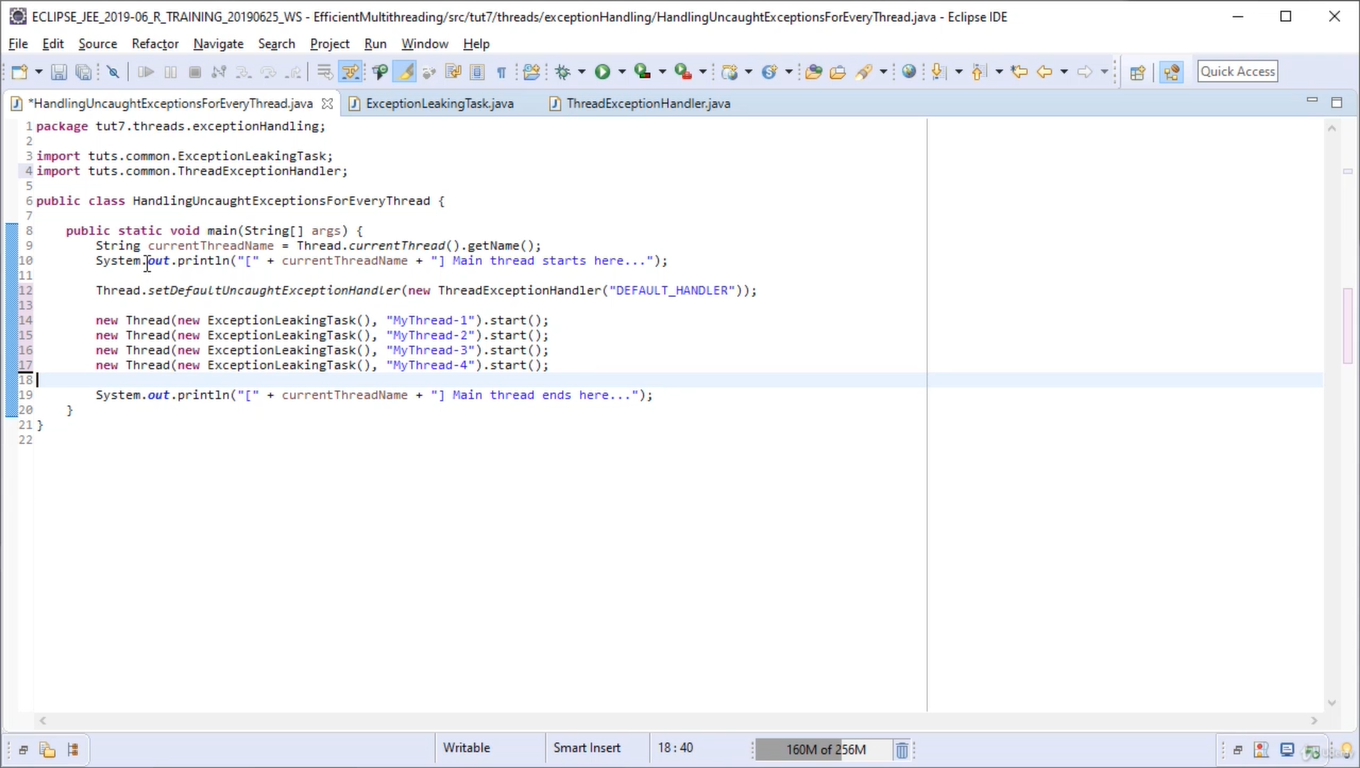 ECLIPSE_JEE_2019-06_R_TRAINING_20190625_WS - EfficientMultithreading/src/tut7/threads/exceptionHandling/HandlingUncaughtExceptionsForEveryThread.java - Eclipse IDE
File Edit Source Refactor Navigate Search Project Run Window Help
Quick Access
*HandlingUncaughtExceptionsForEveryThread.java ExceptionLeakingTask.java ThreadExceptionHandler.java
1 package tut7.threads.exceptionHandling;
2
3 import tuts.common.ExceptionLeakingTask;
4 import tuts.common.ThreadExceptionHandler;
5
6 public class HandlingUncaughtExceptionsForEveryThread {
7
8     public static void main(String[] args) {
9         String currentThreadName = Thread.currentThread().getName();
10         System.out.println("[" + currentThreadName + "] Main thread starts here...");
11
12         Thread.setDefaultUncaughtExceptionHandler(new ThreadExceptionHandler("DEFAULT_HANDLER"));
13
14         new Thread(new ExceptionLeakingTask(), "MyThread-1").start();
15         new Thread(new ExceptionLeakingTask(), "MyThread-2").start();
16         new Thread(new ExceptionLeakingTask(), "MyThread-3").start();
17         new Thread(new ExceptionLeakingTask(), "MyThread-4").start();
18
19         System.out.println("[" + currentThreadName + "] Main thread ends here...");
20     }
21 }
22
Writable Smart Insert 18 : 40 160M of 256M